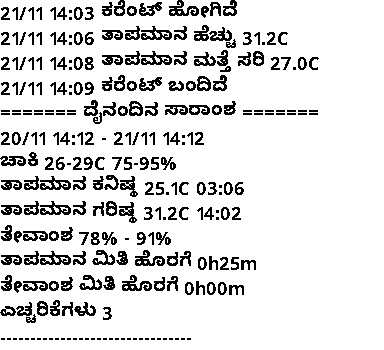 21/11 14:03 ಕರೆಂಟ್ ಹೋಗಿದೆ
21/11 14:06 ತಾಪಮಾನ ಹೆಚ್ಚು 31.2C
21/11 14:08 ತಾಪಮಾನ ಮತ್ತೆ ಸರಿ 27.0C
21/11 14:09 ಕರೆಂಟ್ ಬಂದಿದೆ
======= ದೈನಂದಿನ ಸಾರಾಂಶ =======
20/11 14:12 - 21/11 14:12
ಚಾಕಿ 26-29C 75-95%
ತಾಪಮಾನ ಕನಿಷ್ಠ 25.1C 03:06
ತಾಪಮಾನ ಗರಿಷ್ಠ 31.2C 14:02
ತೇವಾಂಶ 78% - 91%
ತಾಪಮಾನ ಮಿತಿ ಹೊರಗೆ 0h25m
ತೇವಾಂಶ ಮಿತಿ ಹೊರಗೆ 0h00m
ಎಚ್ಚರಿಕೆಗಳು 3
--------------------------------